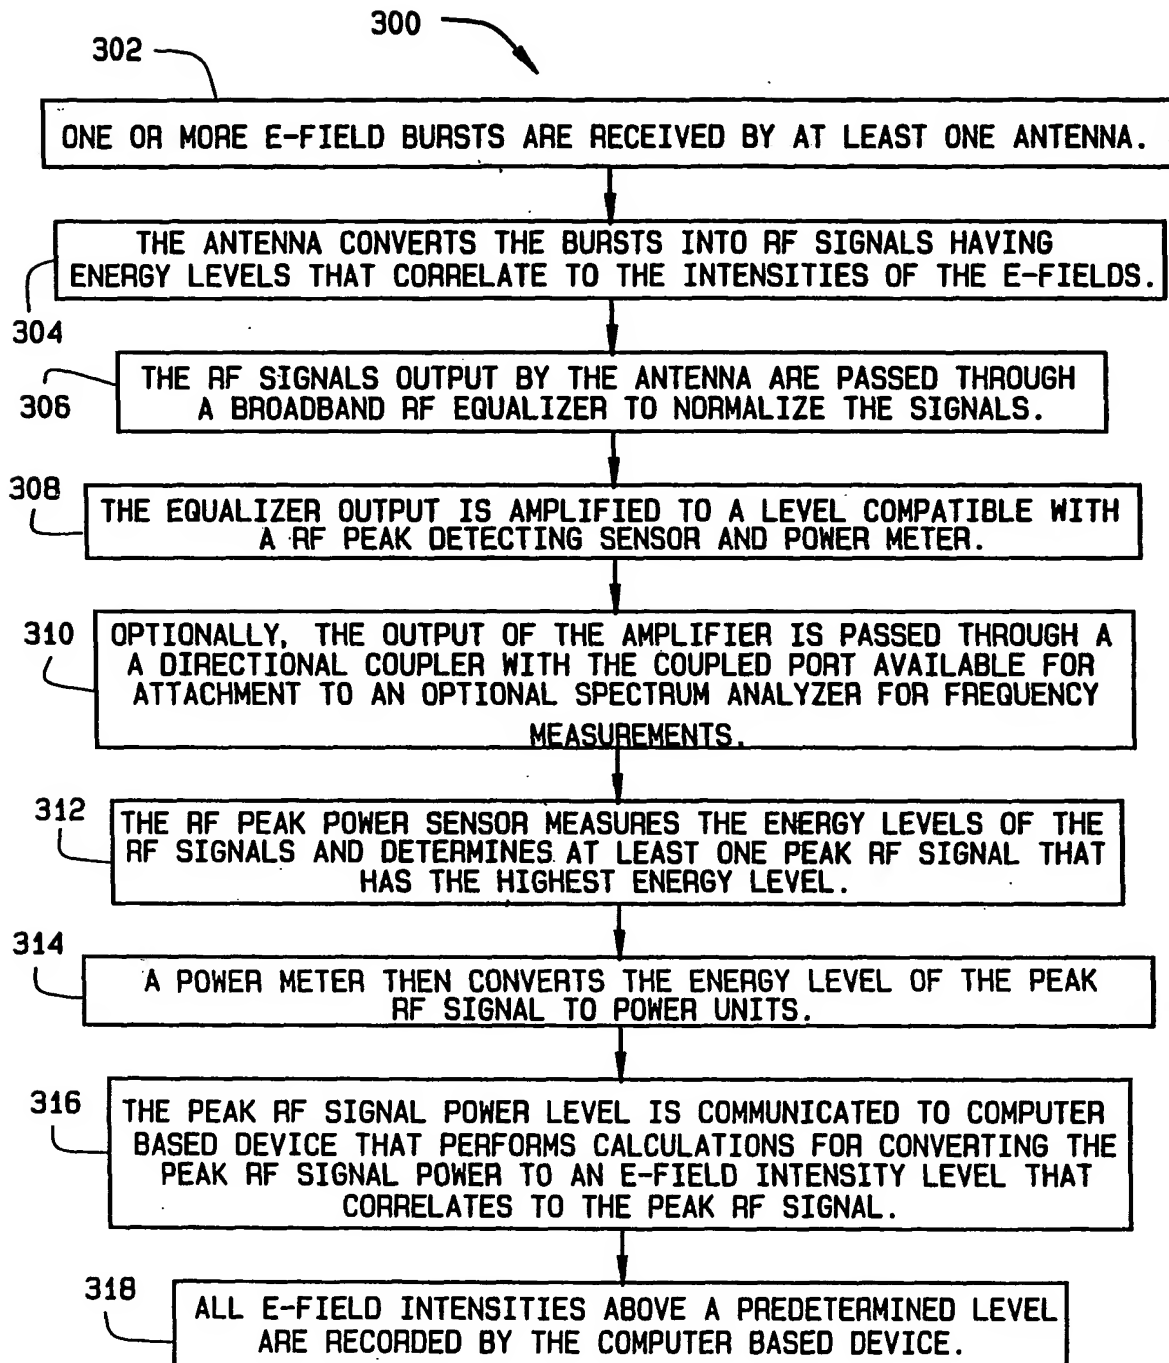 300
302
ONE OR MORE E-FIELD BURSTS ARE RECEIVED BY AT LEAST ONE ANTENNA.
THE ANTENNA CONVERTS THE BURSTS INTO RF SIGNALS HAVING
ENERGY LEVELS THAT CORRELATE TO THE INTENSITIES OF THE E-FIELDS.
304
THE RF SIGNALS OUTPUT BY THE ANTENNA ARE PASSED THROUGH
A BROADBAND RF EQUALIZER TO NORMALIZE THE SIGNALS.
306
308
THE EQUALIZER OUTPUT IS AMPLIFIED TO A LEVEL COMPATIBLE WITH
A RF PEAK DETECTING SENSOR AND POWER METER.
310
OPTIONALLY, THE OUTPUT OF THE AMPLIFIER IS PASSED THROUGH A
A DIRECTIONAL COUPLER WITH THE COUPLED PORT AVAILABLE FOR
ATTACHMENT TO AN OPTIONAL SPECTRUM ANALYZER FOR FREQUENCY
MEASUREMENTS.
312
THE RF PEAK POWER SENSOR MEASURES THE ENERGY LEVELS OF THE
RF SIGNALS AND DETERMINES AT LEAST ONE PEAK RF SIGNAL THAT
HAS THE HIGHEST ENERGY LEVEL.
314
A POWER METER THEN CONVERTS THE ENERGY LEVEL OF THE PEAK
RF SIGNAL TO POWER UNITS.
316
THE PEAK RF SIGNAL POWER LEVEL IS COMMUNICATED TO COMPUTER
BASED DEVICE THAT PERFORMS CALCULATIONS FOR CONVERTING THE
PEAK RF SIGNAL POWER TO AN E-FIELD INTENSITY LEVEL THAT
CORRELATES TO THE PEAK RF SIGNAL.
318
ALL E-FIELD INTENSITIES ABOVE A PREDETERMINED LEVEL
ARE RECORDED BY THE COMPUTER BASED DEVICE.